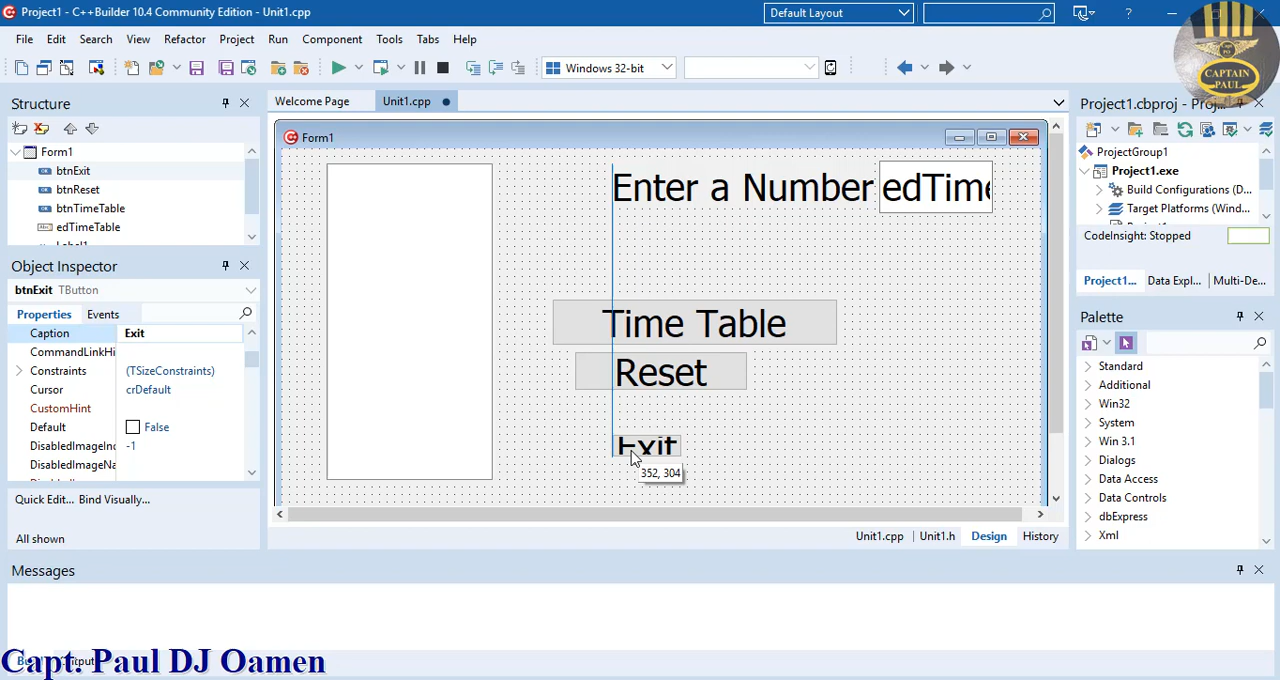 Project1 - C++Builder 10.4 Community Edition - Unit1.cpp
Default Layout
?
File Edit Search View Refactor Project Run Component Tools Tabs Help
Windows 32-bit
CAPTAIN
PAUL
Structure
Welcome Page
Unit1.cpp
Project1.cbproj - Proj...
Form1
btnExit
btnReset
btnTimeTable
edTimeTable
Form1
Enter a Number
edTime
Time Table
Reset
Exit
352, 304
ProjectGroup1
Project1.exe
Build Configurations (D...
Target Platforms (Wind...
CodeInsight: Stopped
Project1... Data Expl... Multi-De...
Object Inspector
btnExit TButton
Properties Events
Caption Exit
CommandLinkHi
Constraints (TSizeConstraints)
Cursor crDefault
CustomHint
Default False
DisabledImageInd -1
DisabledImageNa
Quick Edit... Bind Visually...
All shown
Palette
Standard
Additional
Win32
System
Win 3.1
Dialogs
Data Access
Data Controls
dbExpress
Xml
Unit1.cpp Unit1.h Design History
Messages
Capt. Paul DJ Oamen